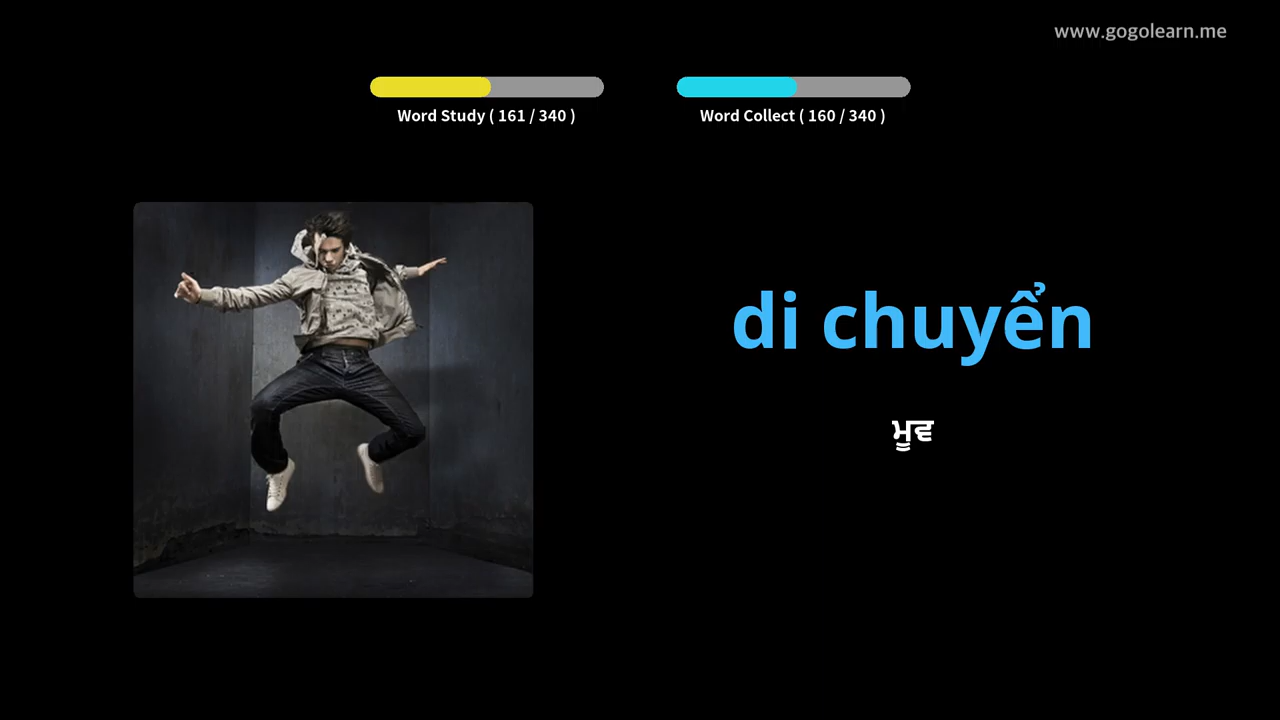 www.gogolearn.me
Word Study ( 161 / 340 )
Word Collect ( 160 / 340 )
di chuyển
ਮੂਵ